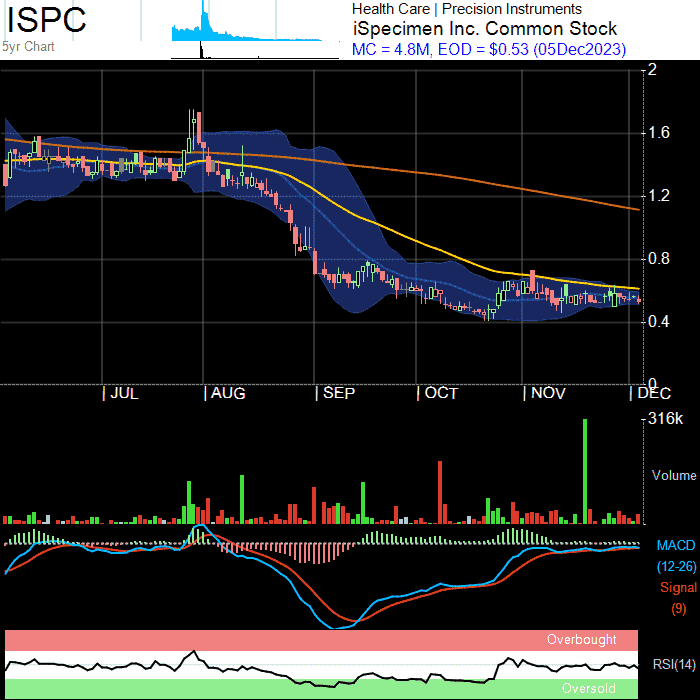 ISPC
5yr Chart
Health Care | Precision Instruments
iSpecimen Inc. Common Stock
MC = 4.8M, EOD = $0.53 (05Dec2023)
2
1.6
1.2
0.8
0.4
0
JUL AUG SEP OCT NOV DEC
316k
Volume
MACD
(12-26)
Signal
(9)
Overbought
RSI(14)
Oversold